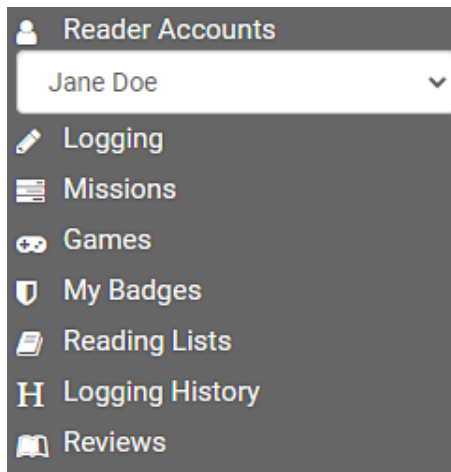 Reader Accounts
Jane Doe
Logging
Missions
Games
My Badges
Reading Lists
H Logging History
Reviews